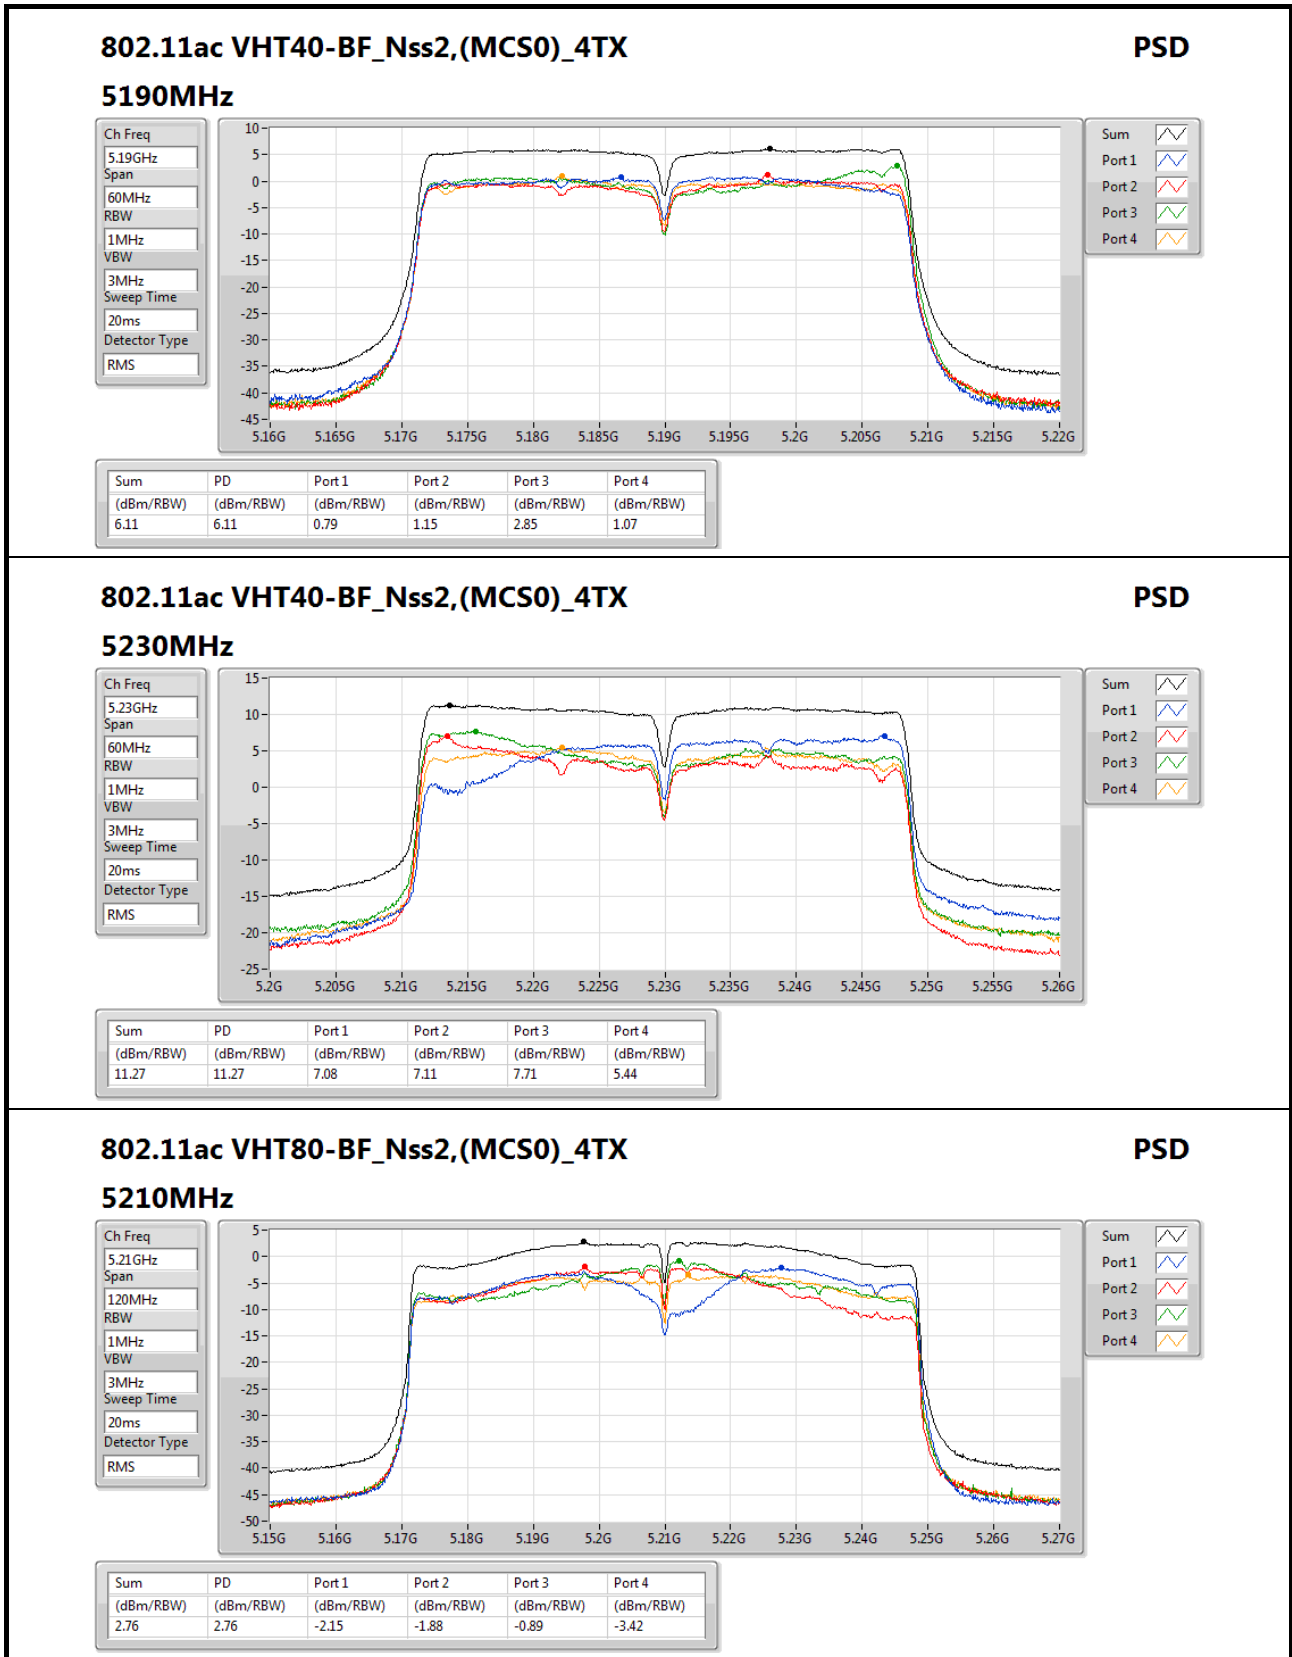 802.11ac VHT40-BF_Nss2,(MCS0)_4TX PSD
5190MHz
Ch Freq
5.19GHz
Span
60MHz
RBW
1MHz
VBW
3MHz
Sweep Time
20ms
Detector Type
RMS
10
5
0
-5
-10
-15
-20
-25
-30
-35
-40
-45
5.16G 5.165G 5.17G 5.175G 5.18G 5.185G 5.19G 5.195G 5.2G 5.205G 5.21G 5.215G 5.22G
Sum
Port 1
Port 2
Port 3
Port 4
Sum PD Port 1 Port 2 Port 3 Port 4
(dBm/RBW) (dBm/RBW) (dBm/RBW) (dBm/RBW) (dBm/RBW) (dBm/RBW)
6.11 6.11 0.79 1.15 2.85 1.07
802.11ac VHT40-BF_Nss2,(MCS0)_4TX PSD
5230MHz
Ch Freq
5.23GHz
Span
60MHz
RBW
1MHz
VBW
3MHz
Sweep Time
20ms
Detector Type
RMS
15
10
5
0
-5
-10
-15
-20
-25
5.2G 5.205G 5.21G 5.215G 5.22G 5.225G 5.23G 5.235G 5.24G 5.245G 5.25G 5.255G 5.26G
Sum
Port 1
Port 2
Port 3
Port 4
Sum PD Port 1 Port 2 Port 3 Port 4
(dBm/RBW) (dBm/RBW) (dBm/RBW) (dBm/RBW) (dBm/RBW) (dBm/RBW)
11.27 11.27 7.08 7.11 7.71 5.44
802.11ac VHT80-BF_Nss2,(MCS0)_4TX PSD
5210MHz
Ch Freq
5.21GHz
Span
120MHz
RBW
1MHz
VBW
3MHz
Sweep Time
20ms
Detector Type
RMS
5
0
-5
-10
-15
-20
-25
-30
-35
-40
-45
-50
5.15G 5.16G 5.17G 5.18G 5.19G 5.2G 5.21G 5.22G 5.23G 5.24G 5.25G 5.26G 5.27G
Sum
Port 1
Port 2
Port 3
Port 4
Sum PD Port 1 Port 2 Port 3 Port 4
(dBm/RBW) (dBm/RBW) (dBm/RBW) (dBm/RBW) (dBm/RBW) (dBm/RBW)
2.76 2.76 -2.15 -1.88 -0.89 -3.42